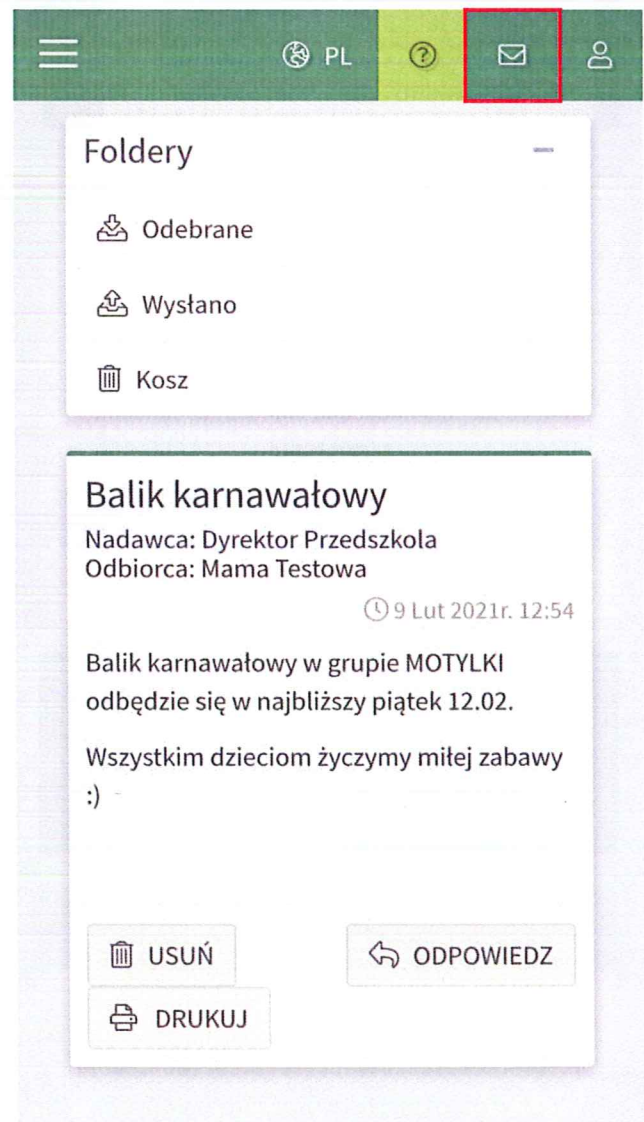 PL
Foldery
Odebrane
Wysłano
Kosz
Balik karnawałowy
Nadawca: Dyrektor Przedszkola
Odbiorca: Mama Testowa
9 Lut 2021r. 12:54
Balik karnawałowy w grupie MOTYLKI
odbędzie się w najbliższy piątek 12.02.
Wszystkim dzieciom życzymy miłej zabawy
:)
USUŃ
ODPOWIEDZ
DRUKUJ